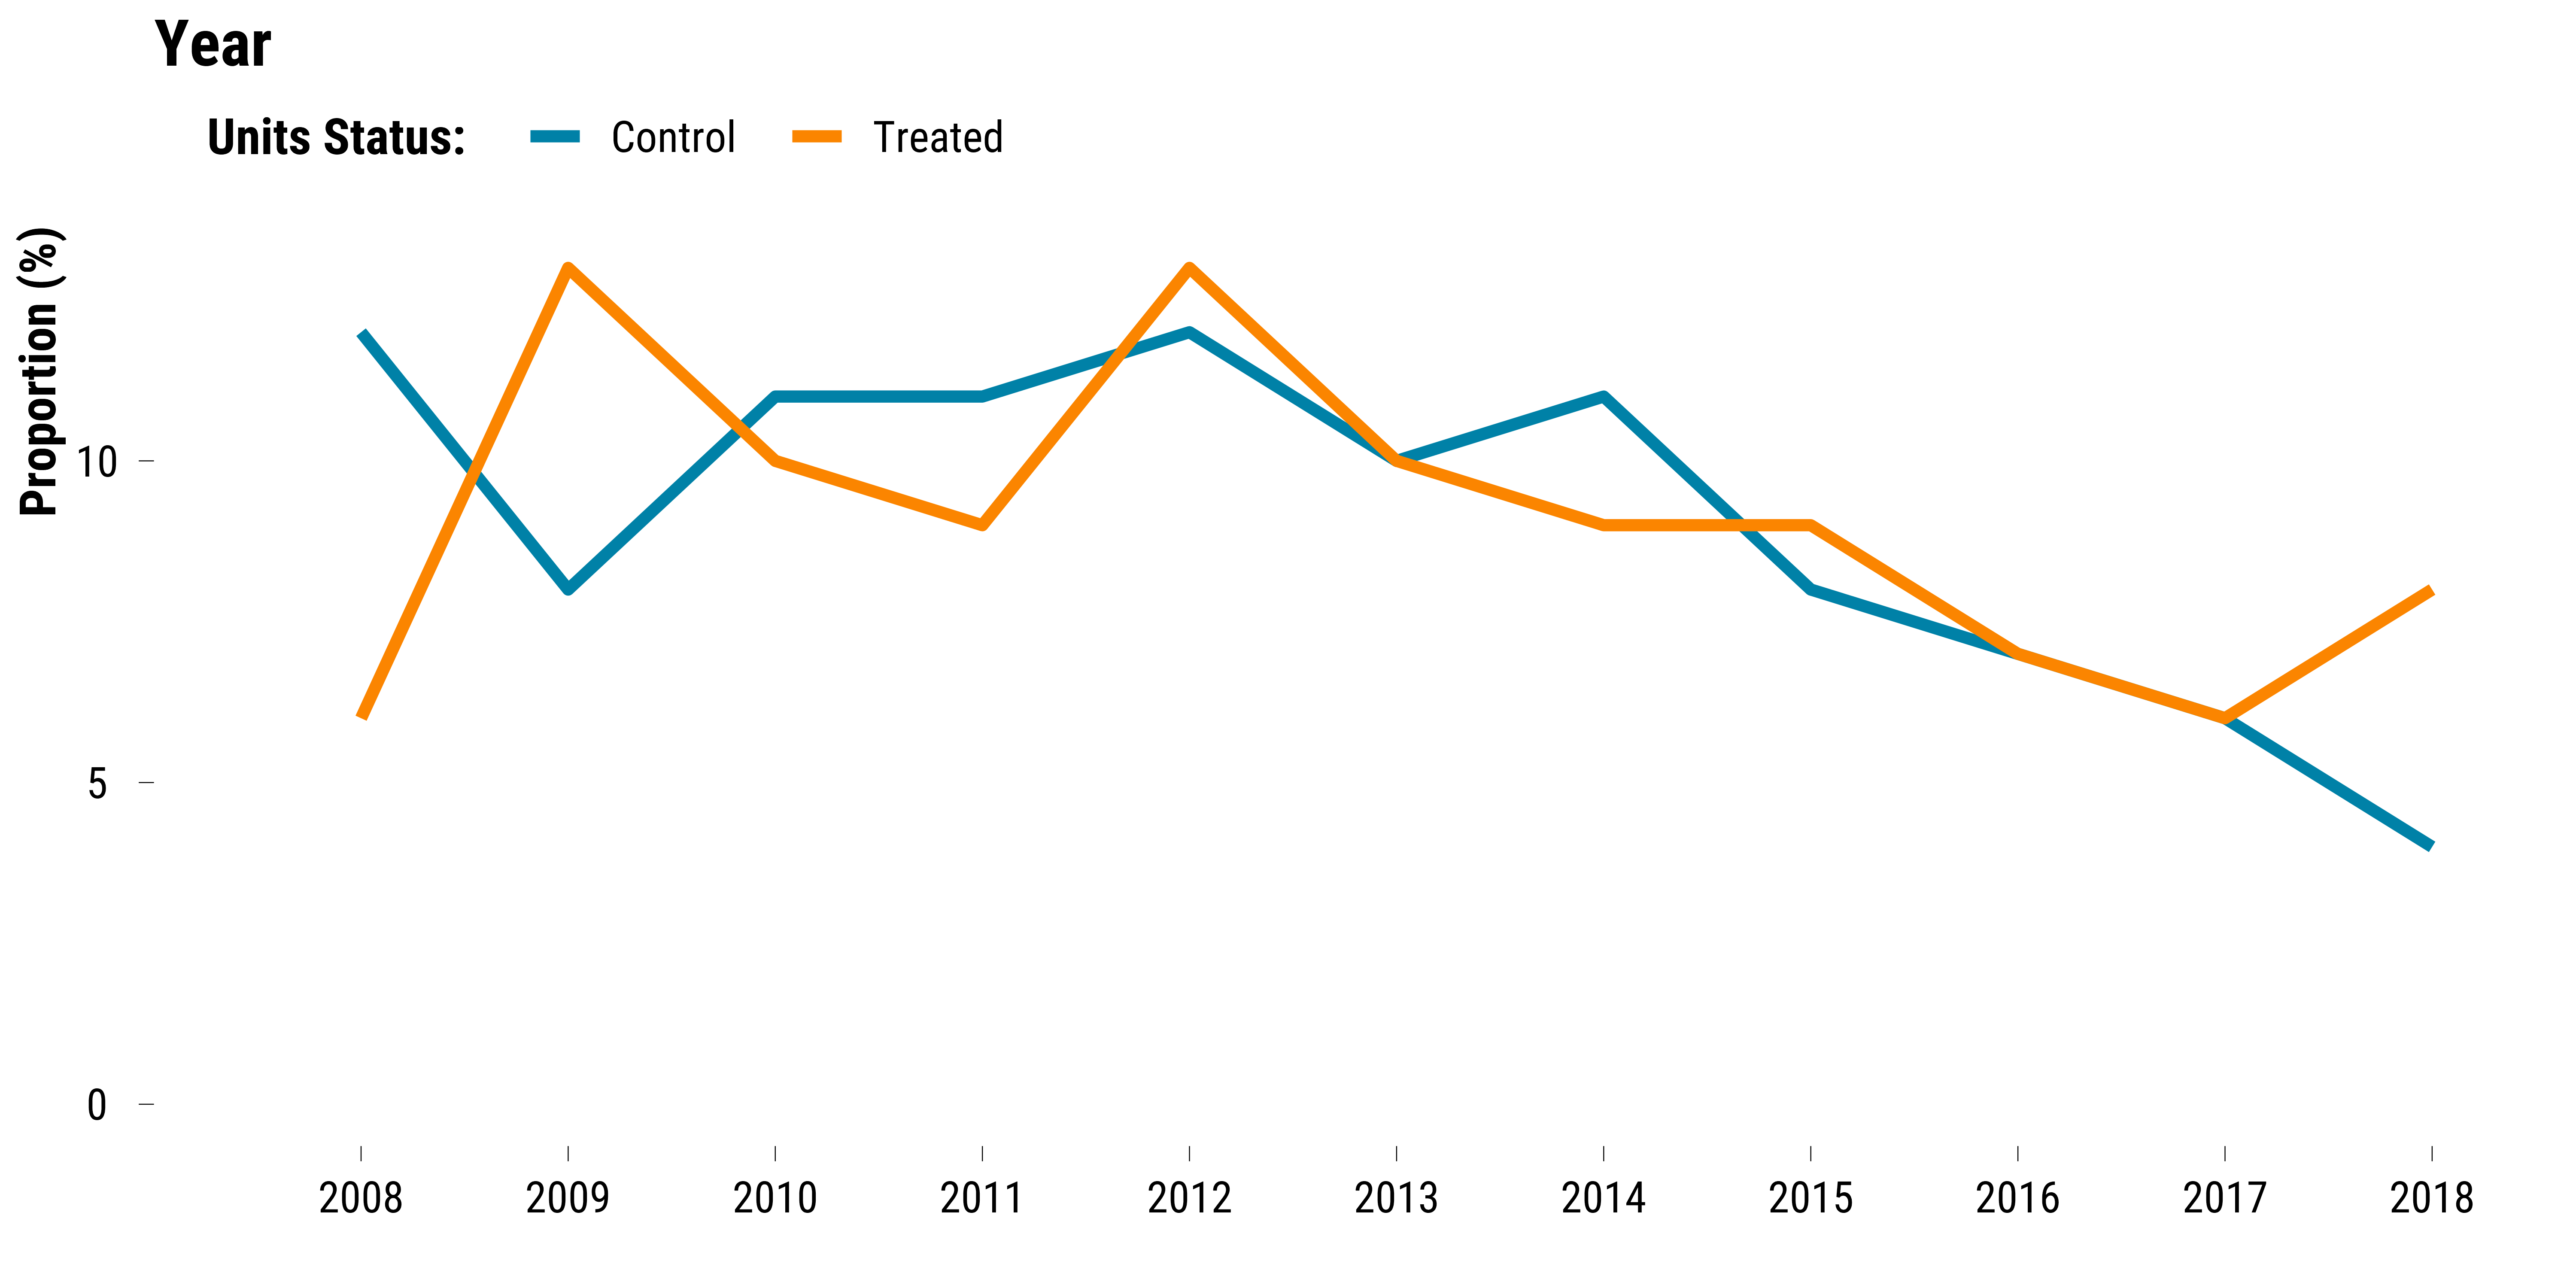 Year
Units Status: Control Treated
Proportion (%)
10
5
0
2008 2009 2010 2011 2012 2013 2014 2015 2016 2017 2018